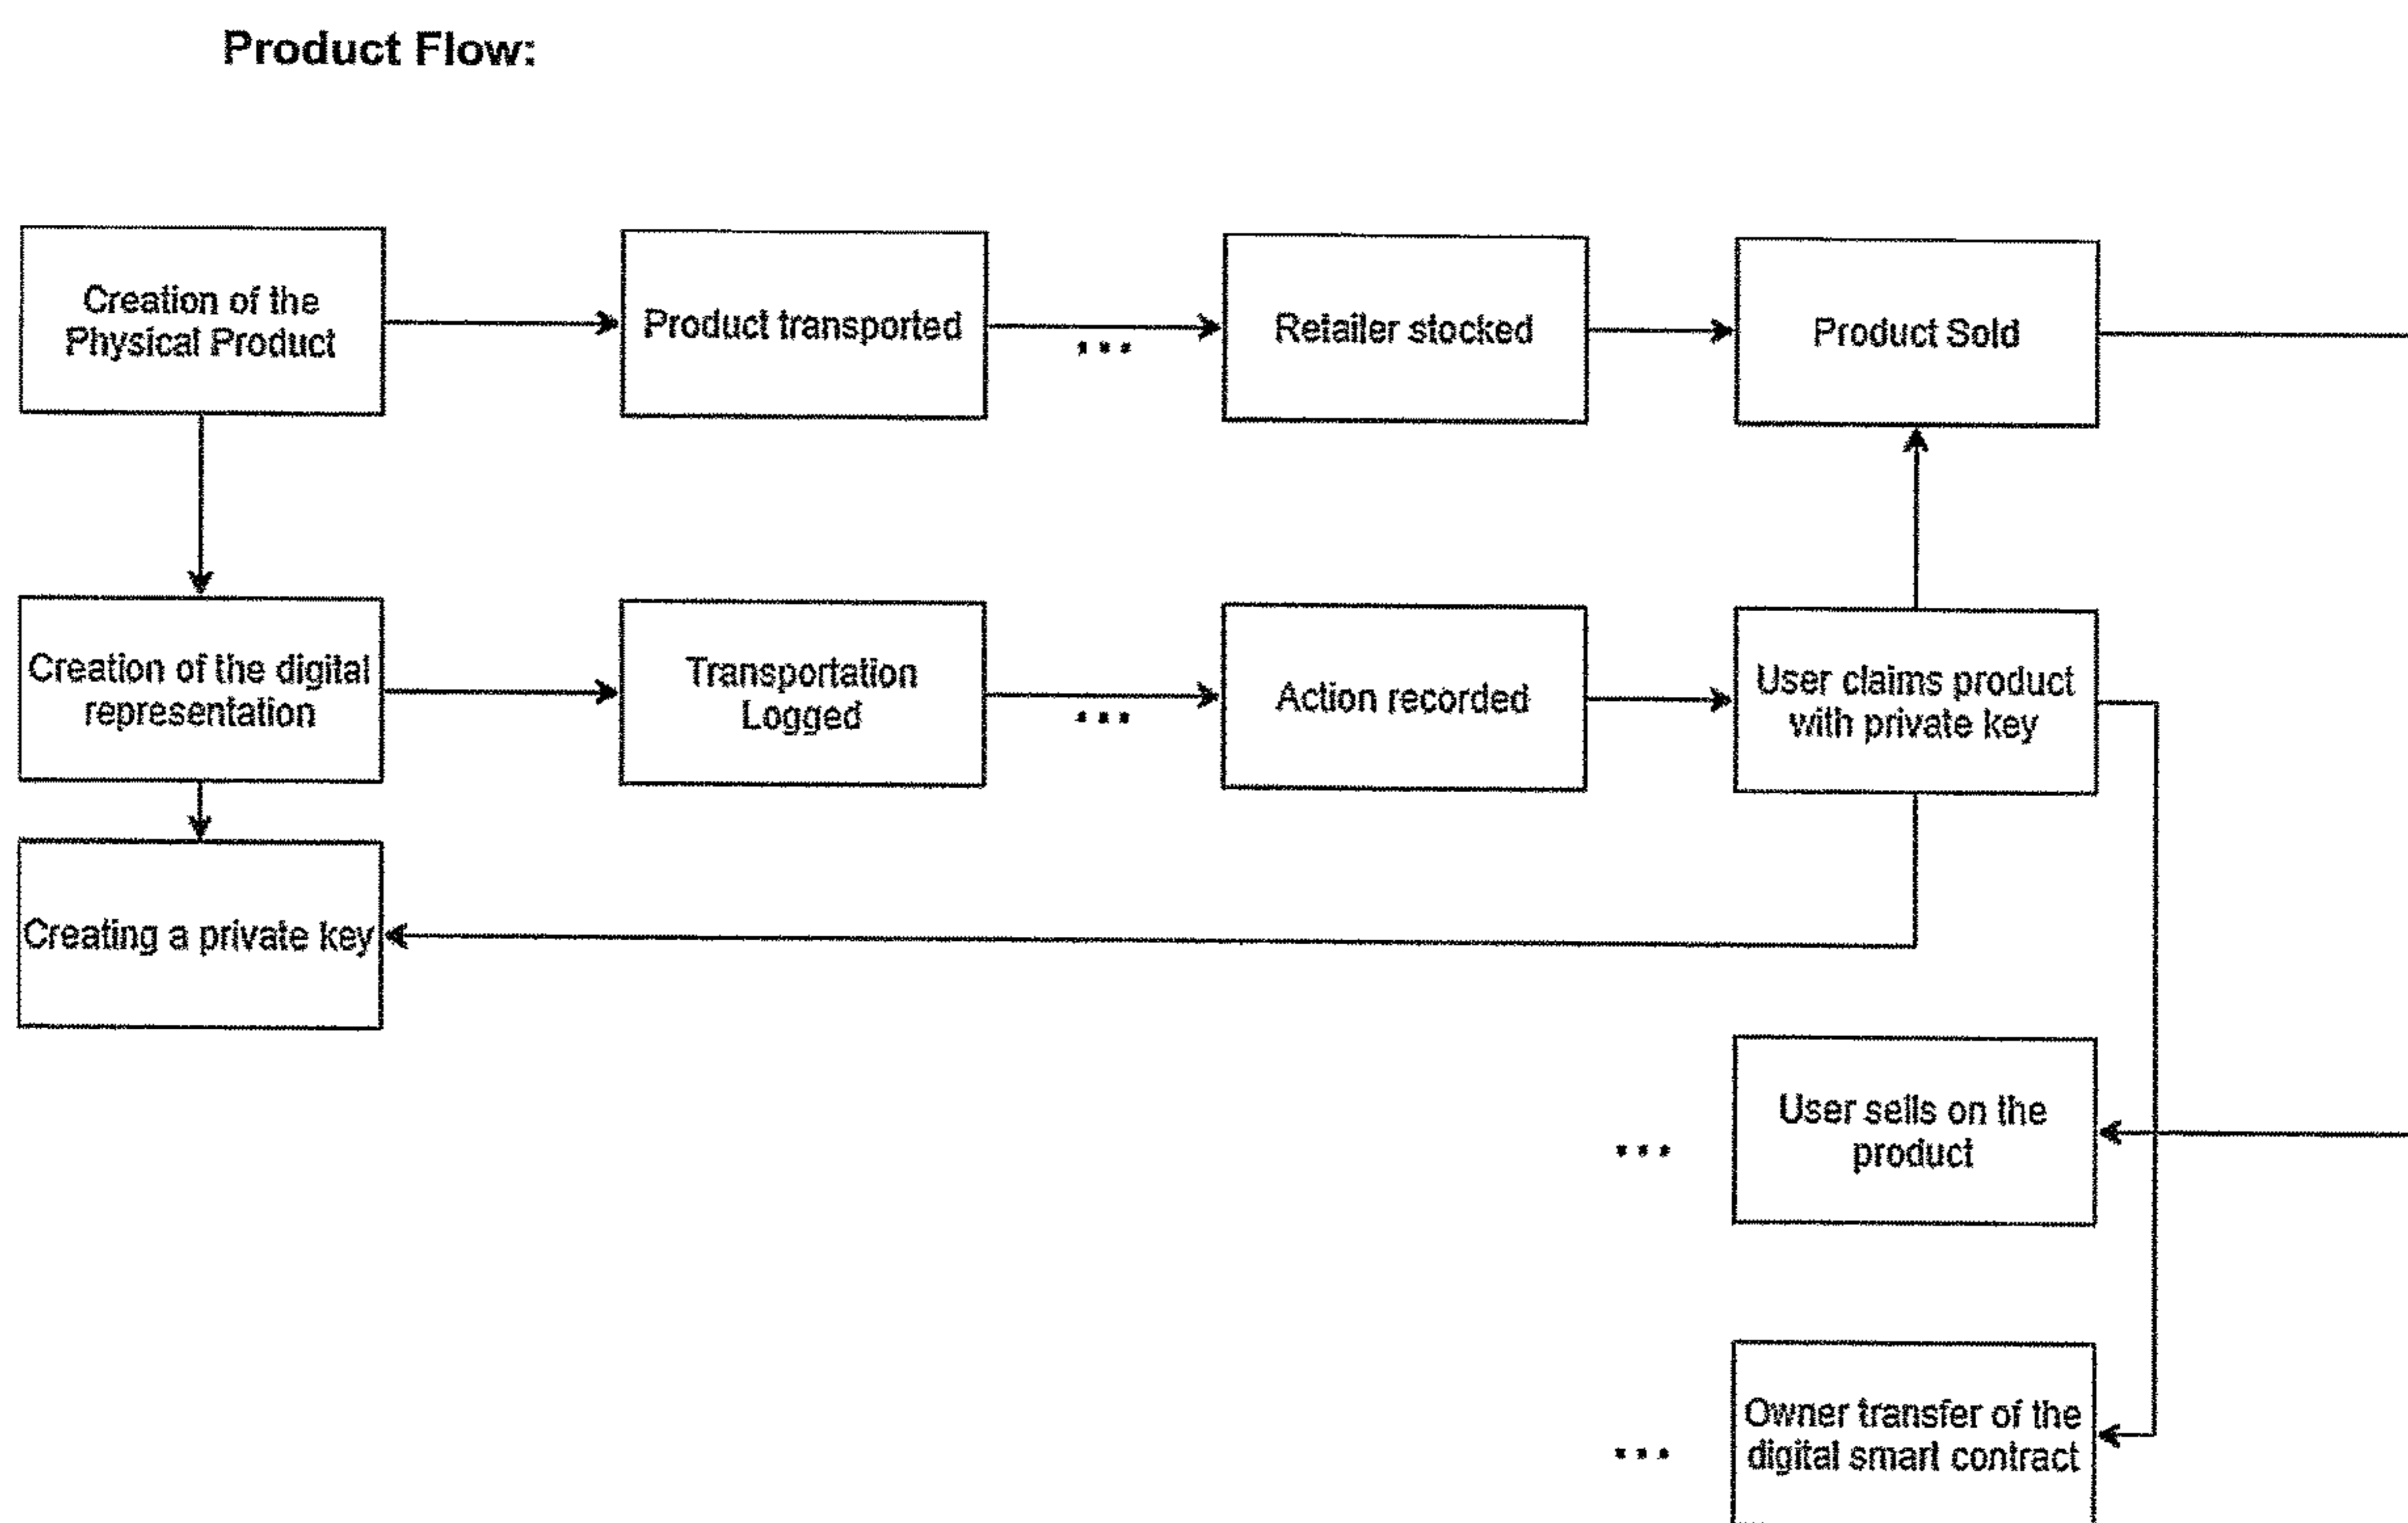 Product Flow:
Creation of the
Physical Product
Product transported
...
Retailer stocked
Product Sold
Creation of the digital
representation
Transportation
Logged
...
Action recorded
User claims product
with private key
Creating a private key
...
User sells on the
product
...
Owner transfer of the
digital smart contract